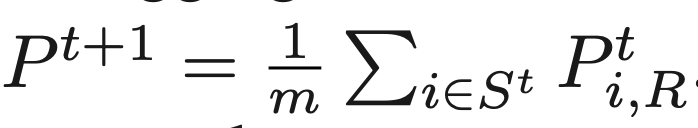 $P^{t+1} = \frac{1}{m} \sum_{i \in S^t} P^t_{i,R}.$